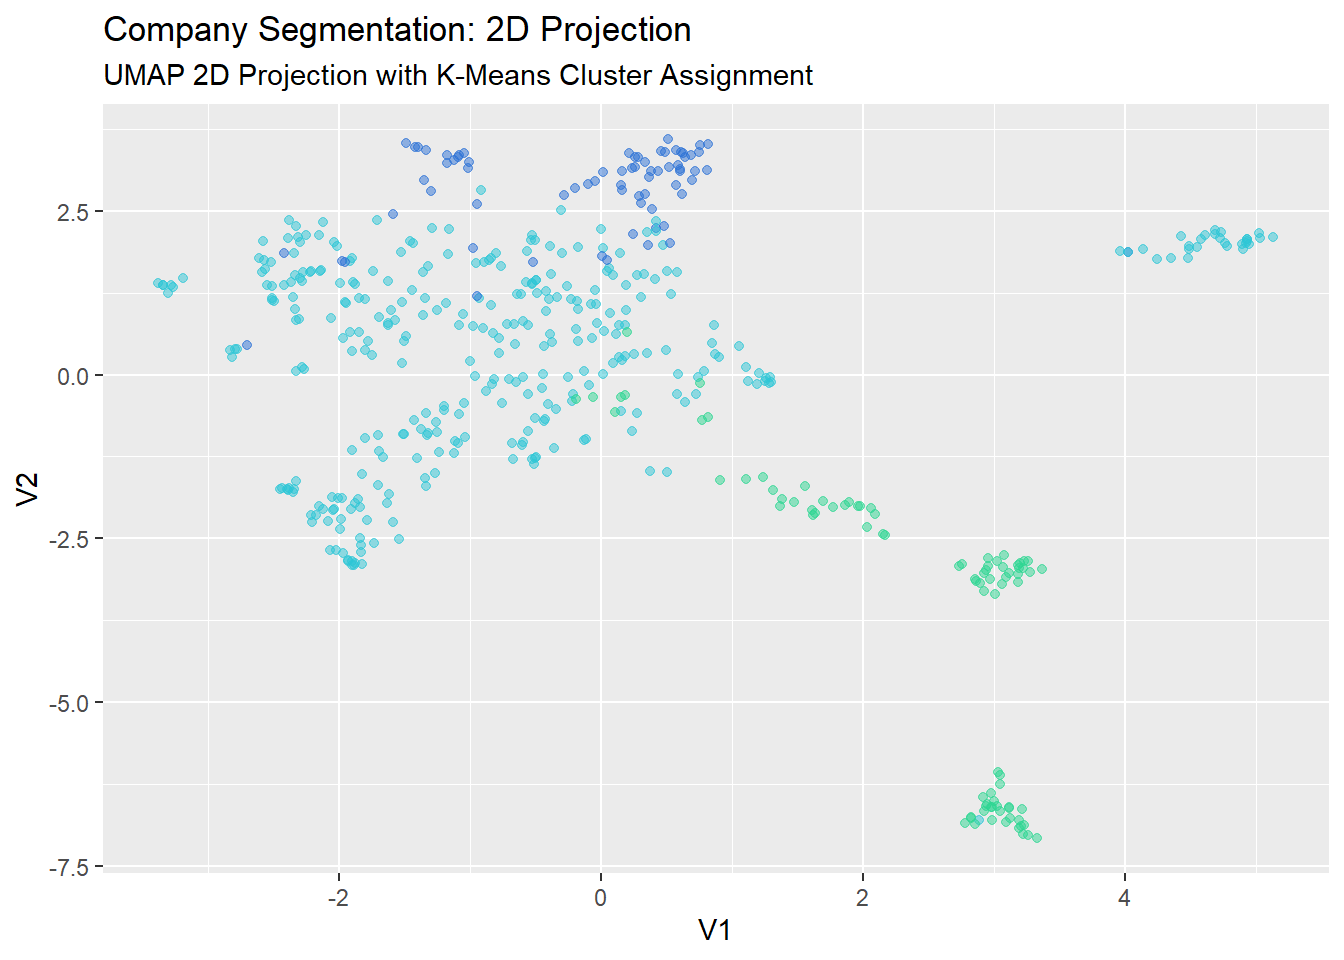 Company Segmentation: 2D Projection
UMAP 2D Projection with K-Means Cluster Assignment
2.5
0.0
-2.5
-5.0
-7.5
V2
-2
0
2
4
V1